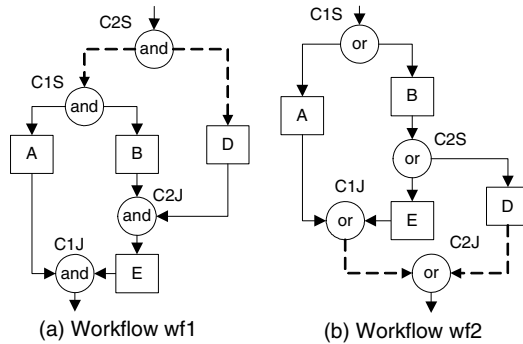 C2S
and
C1S
and
A
B
D
C2J
and
C1J
and
E
(a) Workflow wf1
C1S
or
A
B
C2S
or
C1J
or
E
D
C2J
or
(b) Workflow wf2